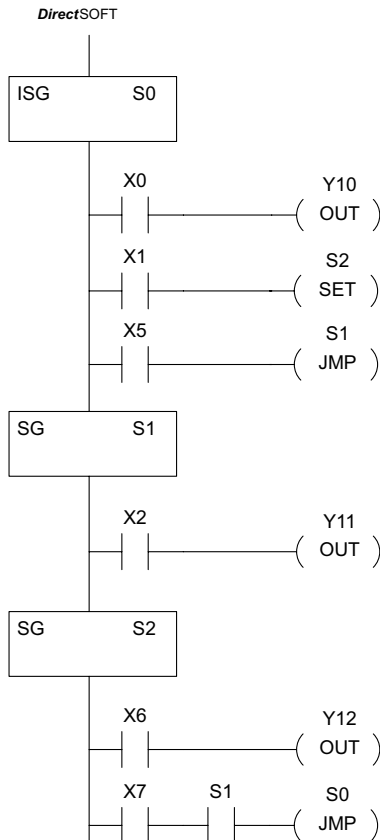 DirectSOFT
ISG S0
X0 Y10
OUT
X1 S2
SET
X5 S1
JMP
SG S1
X2 Y11
OUT
SG S2
X6 Y12
OUT
X7 S1 S0
JMP